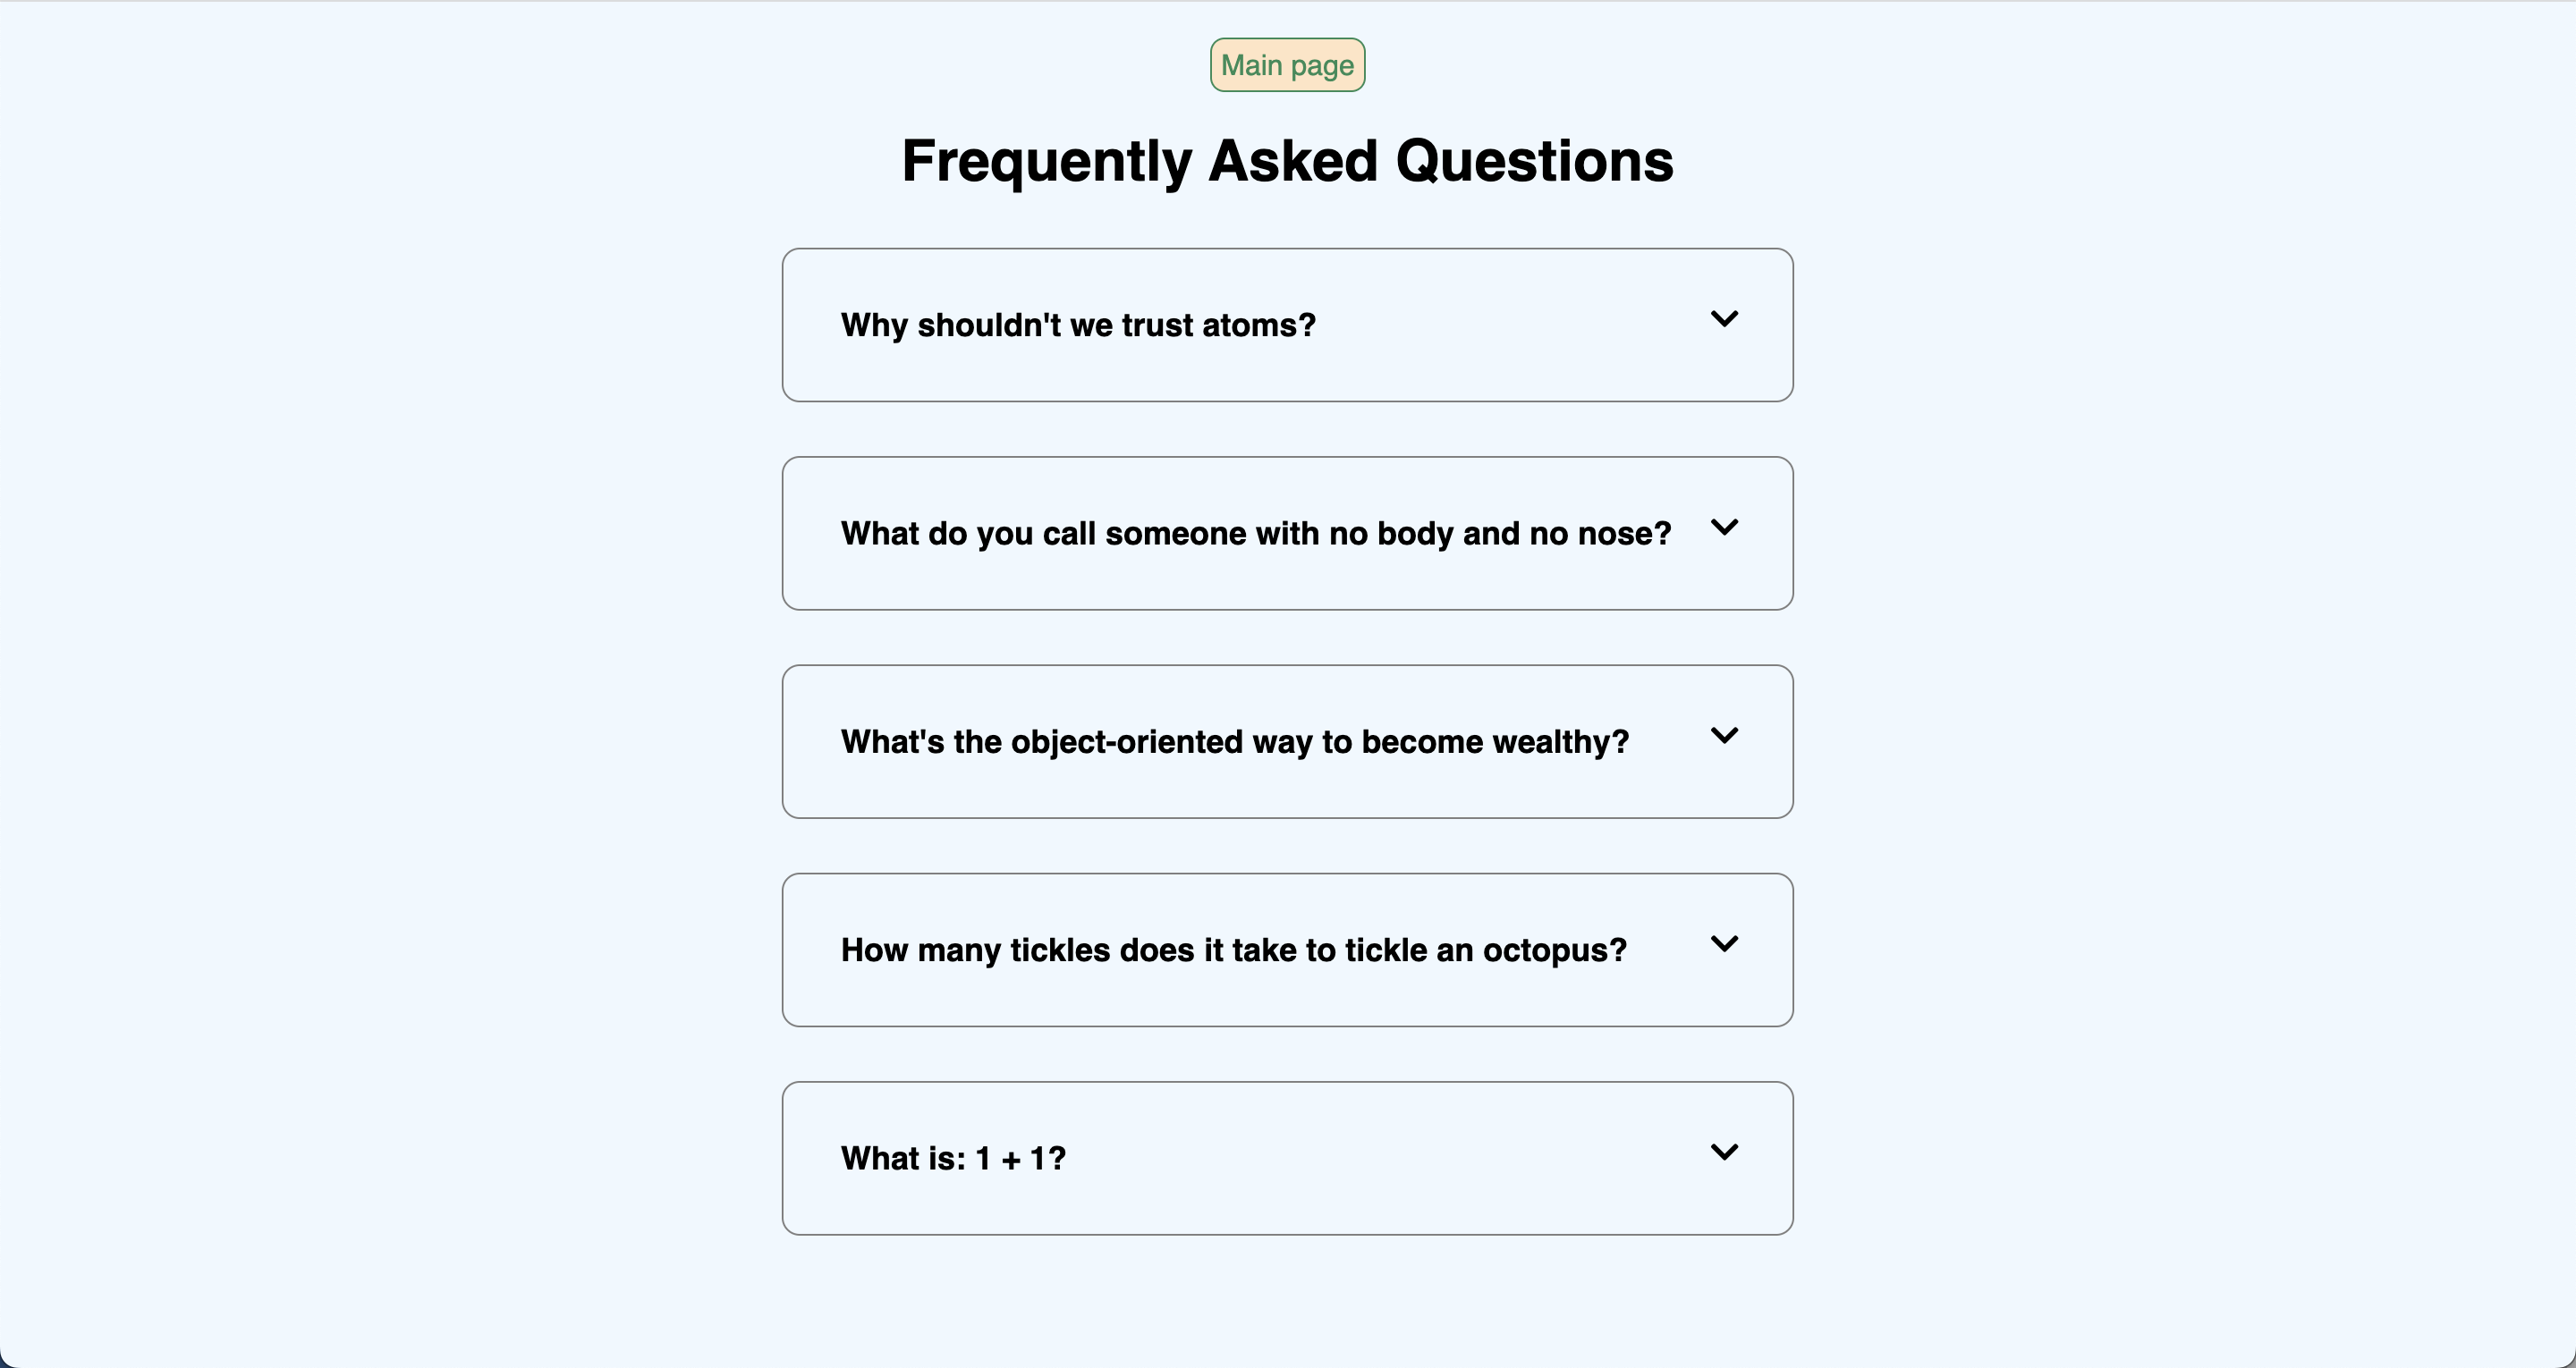 Main page
Frequently Asked Questions
Why shouldn't we trust atoms?
What do you call someone with no body and no nose?
What's the object-oriented way to become wealthy?
How many tickles does it take to tickle an octopus?
What is: 1 + 1?